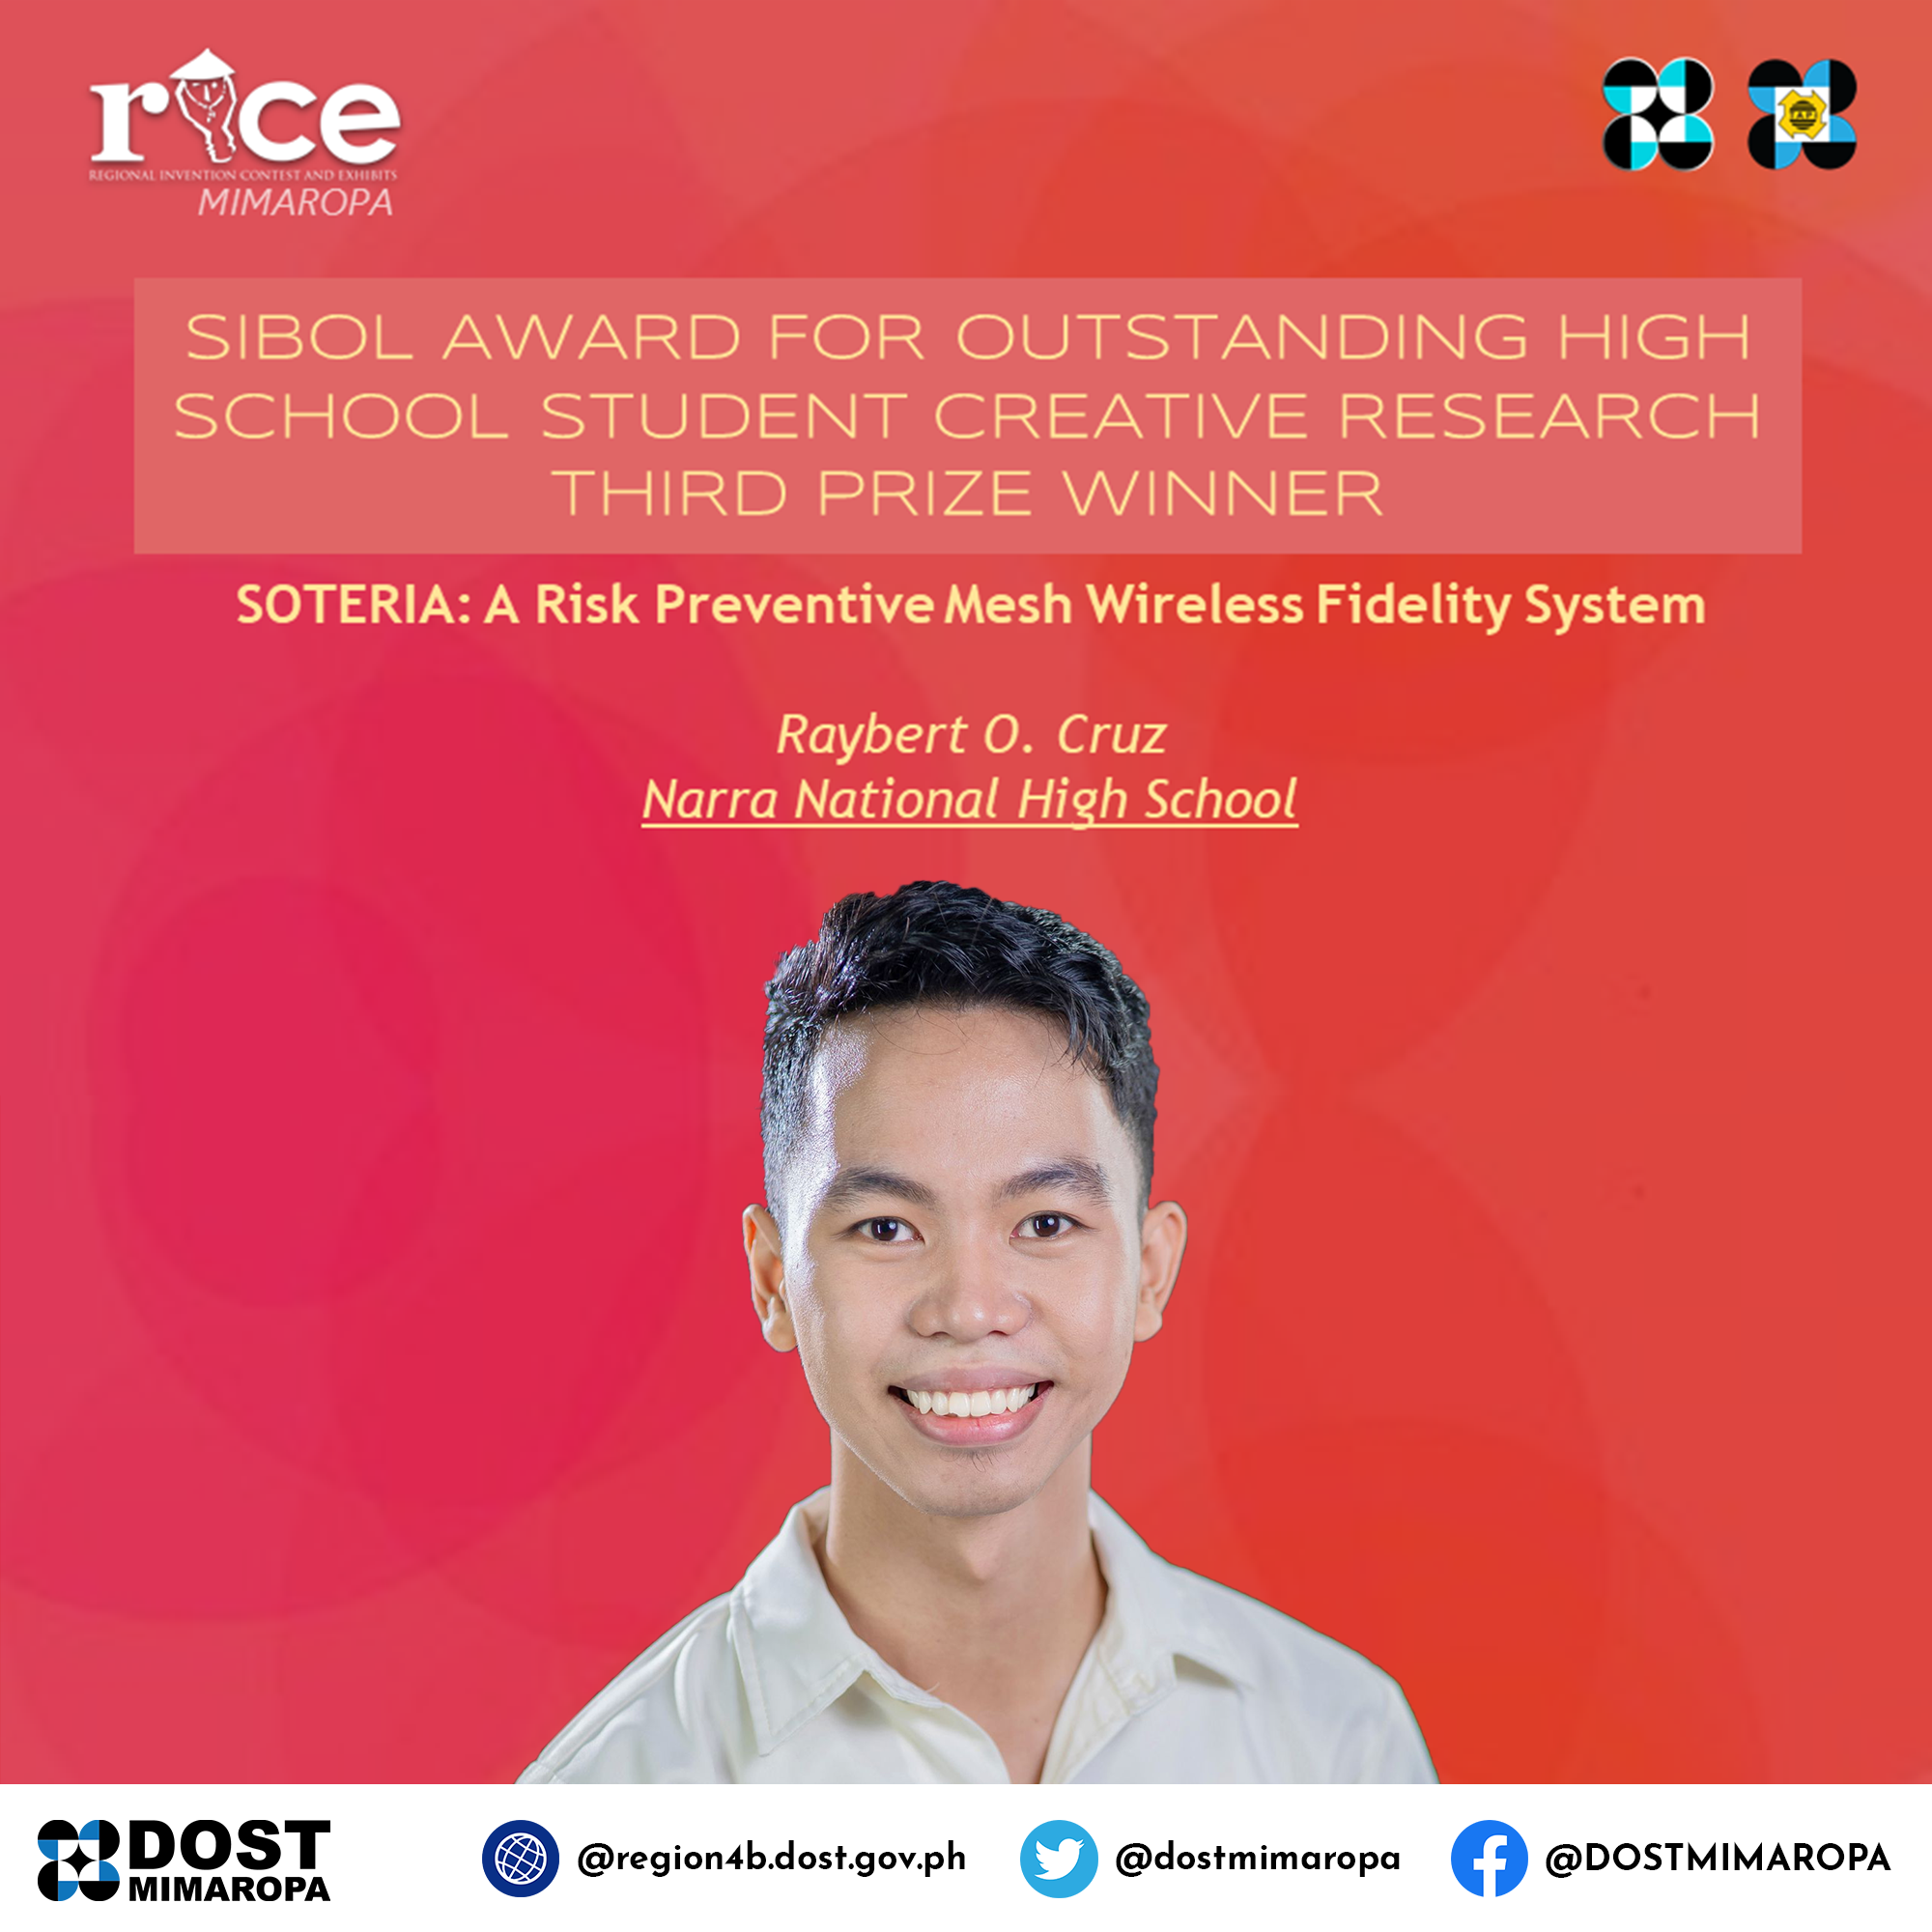 rice
REGIONAL INVENTION CONTEST AND EXHIBITS
MIMAROPA
TAPI
SIBOL AWARD FOR OUTSTANDING HIGH
SCHOOL STUDENT CREATIVE RESEARCH
THIRD PRIZE WINNER
SOTERIA: A Risk Preventive Mesh Wireless Fidelity System
Raybert O. Cruz
Narra National High School
DOST
MIMAROPA
@region4b.dost.gov.ph
@dostmimaropa
@DOSTMIMAROPA